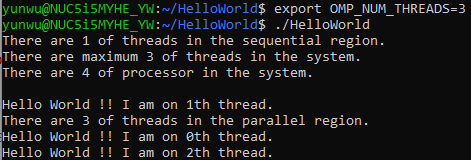 yunwu@NUC5i5MYHE_YW:~/HelloWorld$ export OMP_NUM_THREADS=3
yunwu@NUC5i5MYHE_YW:~/HelloWorld$ ./HelloWorld
There are 1 of threads in the sequential region.
There are maximum 3 of threads in the system.
There are 4 of processor in the system.
Hello World !! I am on 1th thread.
There are 3 of threads in the parallel region.
Hello World !! I am on 0th thread.
Hello World !! I am on 2th thread.